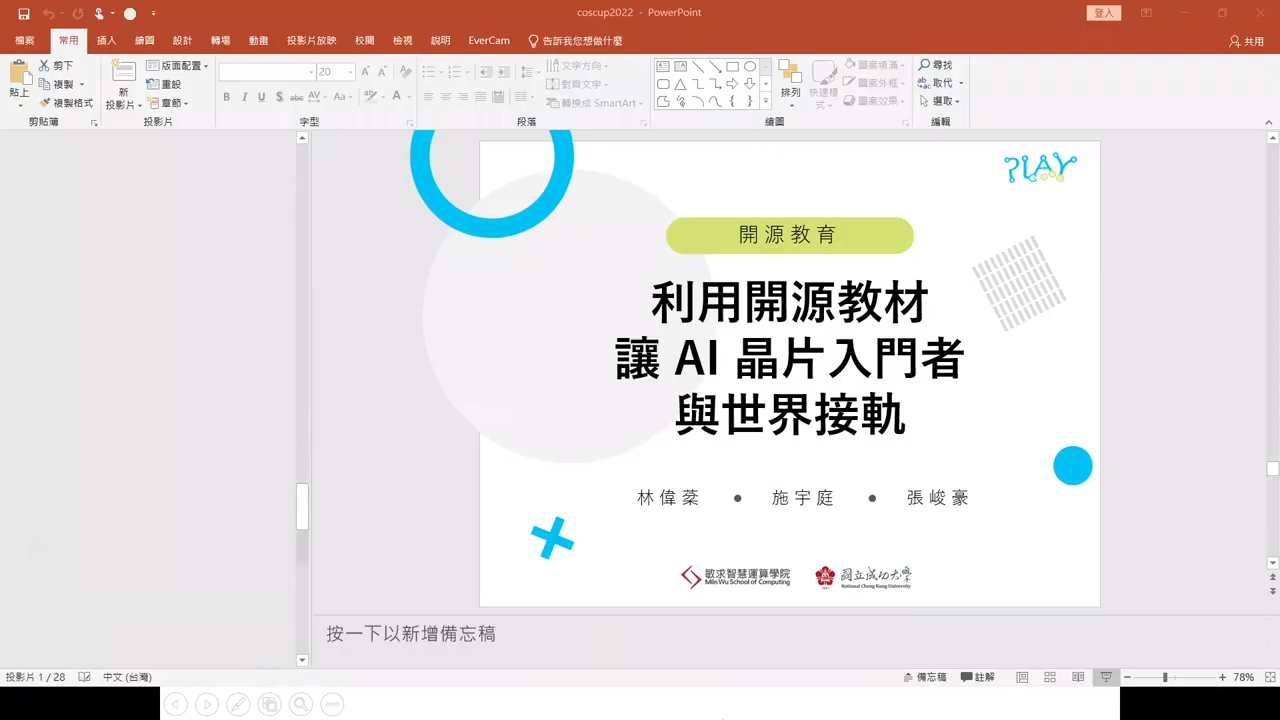 coscup2022 - PowerPoint
登入
檔案 常用 插入 繪圖 設計 轉場 動畫 投影片放映 校閱 檢視 說明 EverCam 告訴我您想做什麼 共用
貼上 剪下 複製 複製格式 剪貼簿
新投影片 版面配置 重設 章節 投影片
20 B I U S abc AV Aa A 字型
文字方向 對齊文字 轉換成 SmartArt 段落
排列 快速樣式 圖案填滿 圖案外框 圖案效果 繪圖
尋找 取代 選取 編輯
PLAY
開源教育
利用開源教材
讓 AI 晶片入門者
與世界接軌
林偉棻 • 施宇庭 • 張峻豪
敏求智慧運算學院
Miin Wu School of Computing
國立成功大學
National Cheng Kung University
按一下以新增備忘稿
投影片 1 / 28 中文 (台灣) 備忘稿 註解 78%